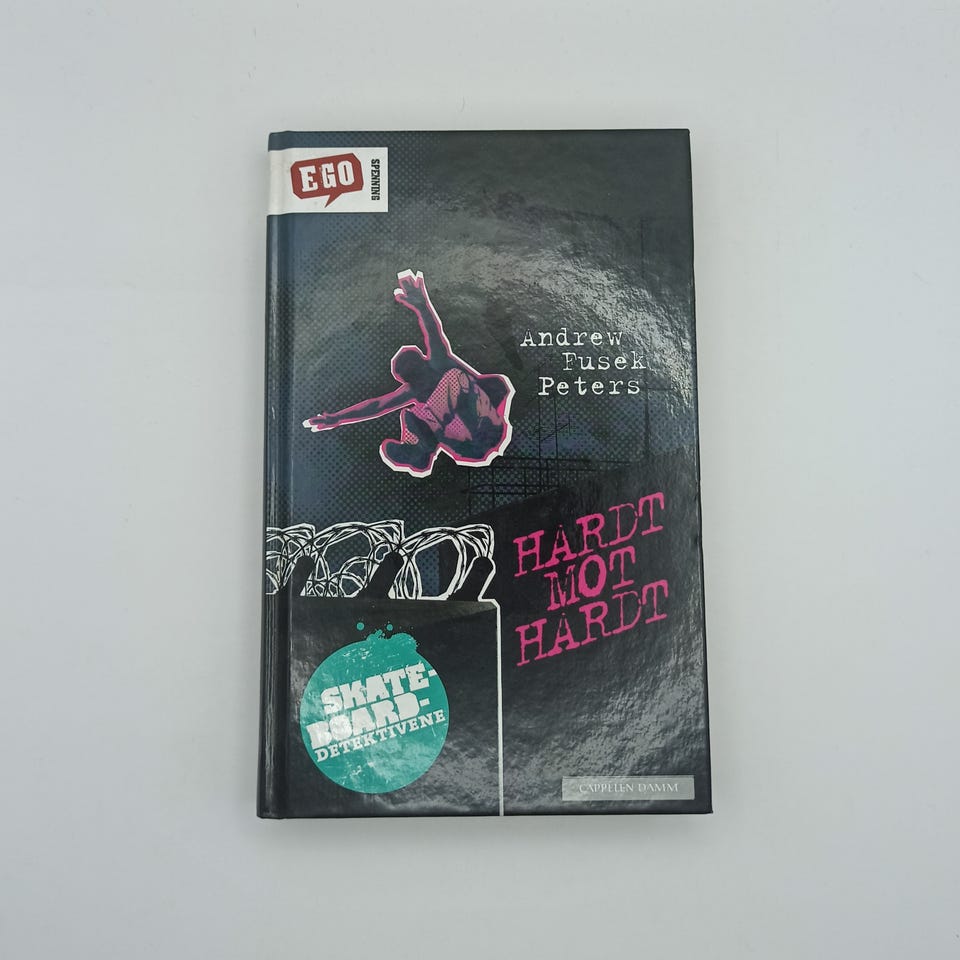 EGO
SPENNING
Andrew
Fusek
Peters
HARDT
MOT
HARDT
SKATE-
BOARD-
DETEKTIVENE
CAPPELEN DAMM